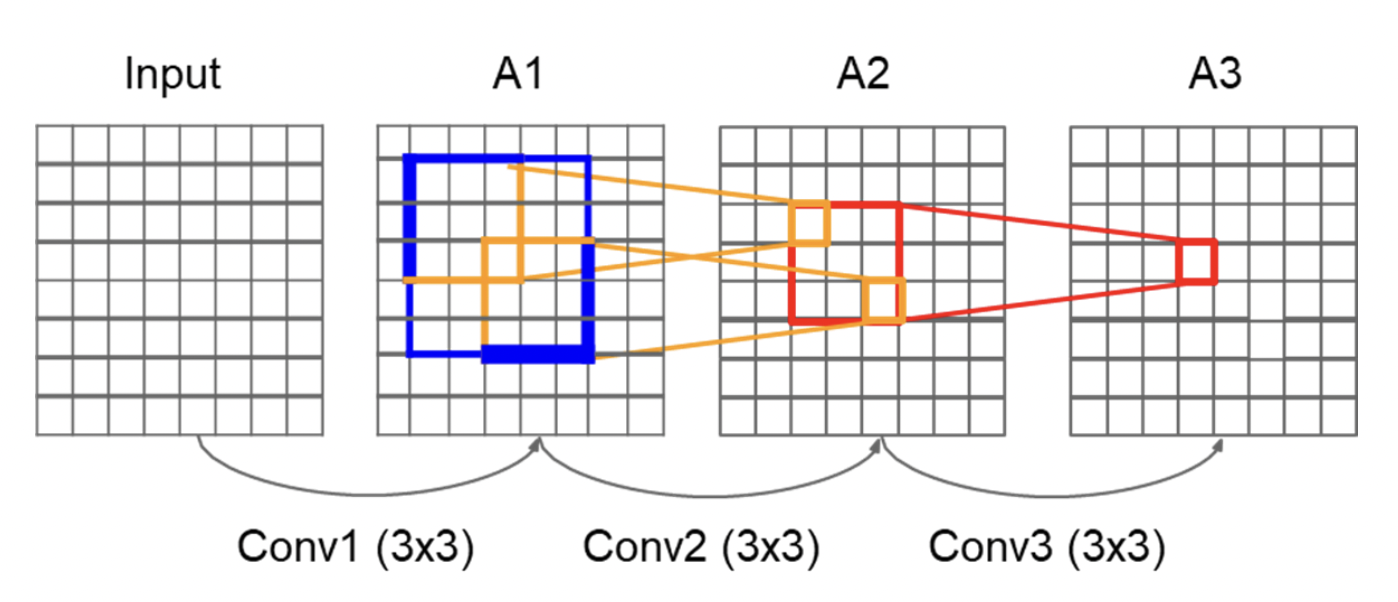 Input A1 A2 A3
Conv1 (3x3) Conv2 (3x3) Conv3 (3x3)